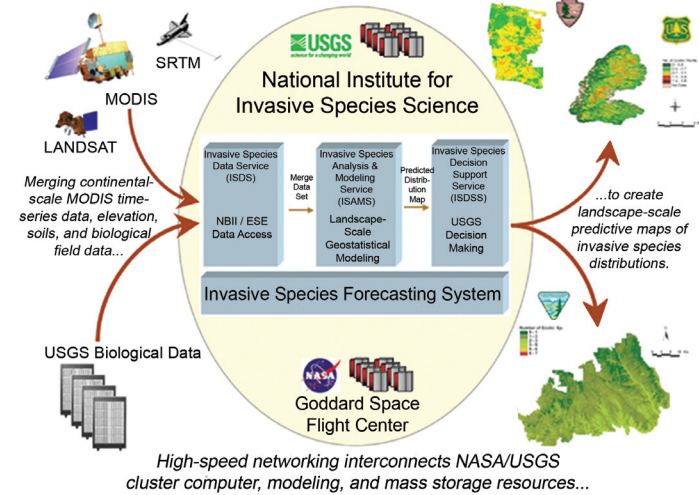 SRTM
MODIS
LANDSAT
Merging continental-
scale MODIS time-
series data, elevation,
soils, and biological
field data...
USGS Biological Data
USGS
science for a changing world
National Institute for
Invasive Species Science
Invasive Species
Data Service
(ISDS)
NBII / ESE
Data Access
Merge
Data
Set
Invasive Species
Analysis &
Modeling
Service
(ISAMS)
Landscape-
Scale
Geostatistical
Modeling
Predicted
Distrib-
ution
Map
Invasive Species
Decision
Support
Service
(ISDSS)
USGS
Decision
Making
Invasive Species Forecasting System
NASA
Goddard Space
Flight Center
...to create
landscape-scale
predictive maps of
invasive species
distributions.
High-speed networking interconnects NASA/USGS
cluster computer, modeling, and mass storage resources...